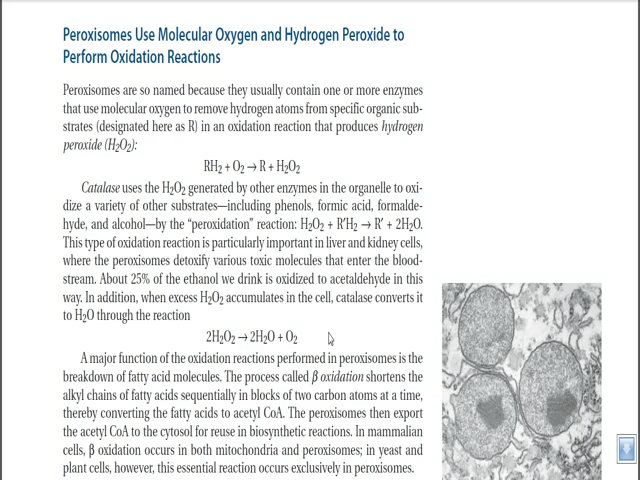 Peroxisomes Use Molecular Oxygen and Hydrogen Peroxide to
Perform Oxidation Reactions
Peroxisomes are so named because they usually contain one or more enzymes
that use molecular oxygen to remove hydrogen atoms from specific organic sub-
strates (designated here as R) in an oxidation reaction that produces hydrogen
peroxide (H₂O₂):
RH₂ + O₂ → R + H₂O₂
Catalase uses the H₂O₂ generated by other enzymes in the organelle to oxi-
dize a variety of other substrates—including phenols, formic acid, formalde-
hyde, and alcohol—by the “peroxidation” reaction: H₂O₂ + R′H₂ → R′ + 2H₂O.
This type of oxidation reaction is particularly important in liver and kidney cells,
where the peroxisomes detoxify various toxic molecules that enter the blood-
stream. About 25% of the ethanol we drink is oxidized to acetaldehyde in this
way. In addition, when excess H₂O₂ accumulates in the cell, catalase converts it
to H₂O through the reaction
2H₂O₂ → 2H₂O + O₂
A major function of the oxidation reactions performed in peroxisomes is the
breakdown of fatty acid molecules. The process called β oxidation shortens the
alkyl chains of fatty acids sequentially in blocks of two carbon atoms at a time,
thereby converting the fatty acids to acetyl CoA. The peroxisomes then export
the acetyl CoA to the cytosol for reuse in biosynthetic reactions. In mammalian
cells, β oxidation occurs in both mitochondria and peroxisomes; in yeast and
plant cells, however, this essential reaction occurs exclusively in peroxisomes.